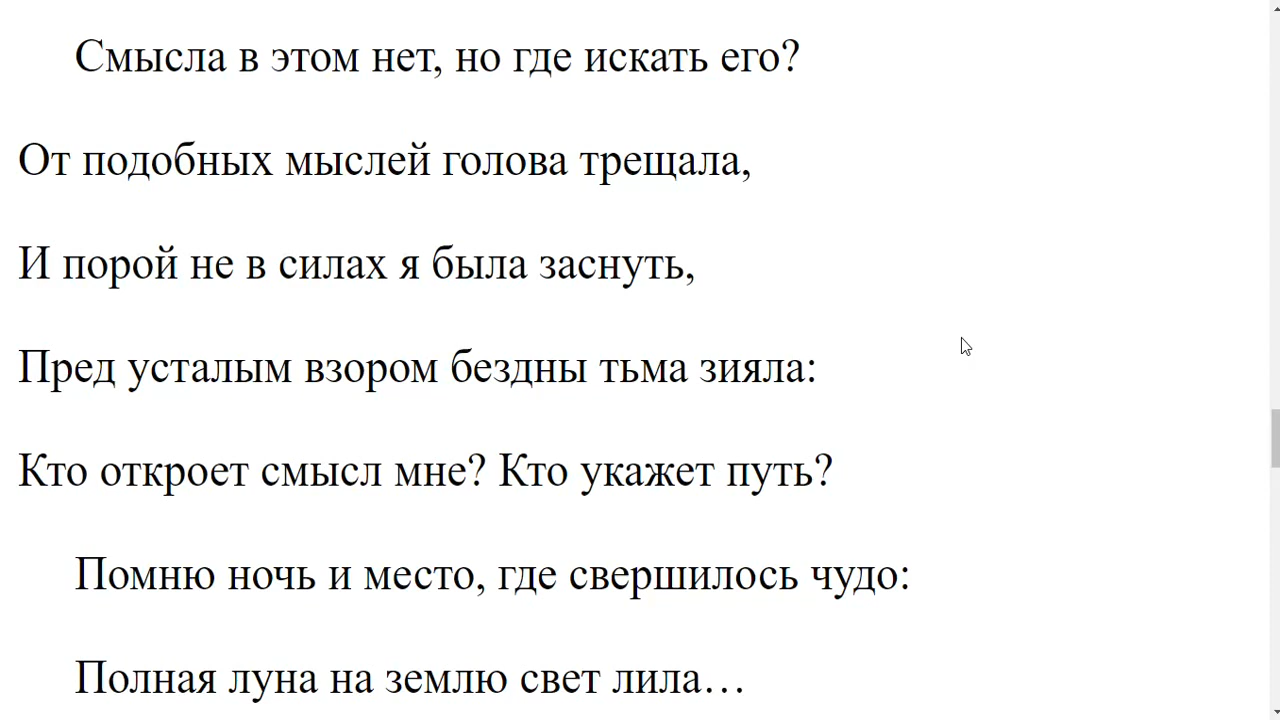 Смысла в этом нет, но где искать его?
От подобных мыслей голова трещала,
И порой не в силах я была заснуть,
Пред усталым взором бездны тьма зияла:
Кто откроет смысл мне? Кто укажет путь?
Помню ночь и место, где свершилось чудо:
Полная луна на землю свет лила…